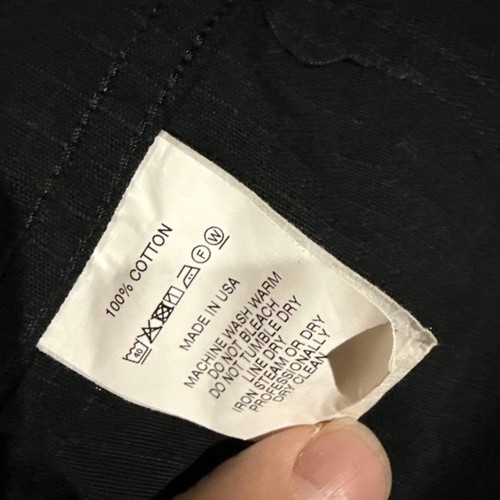 100% COTTON
40 F W
MADE IN USA
MACHINE WASH WARM
DO NOT BLEACH
DO NOT TUMBLE DRY
LINE DRY
IRON STEAM OR DRY
PROFESSIONALLY
DRY CLEAN